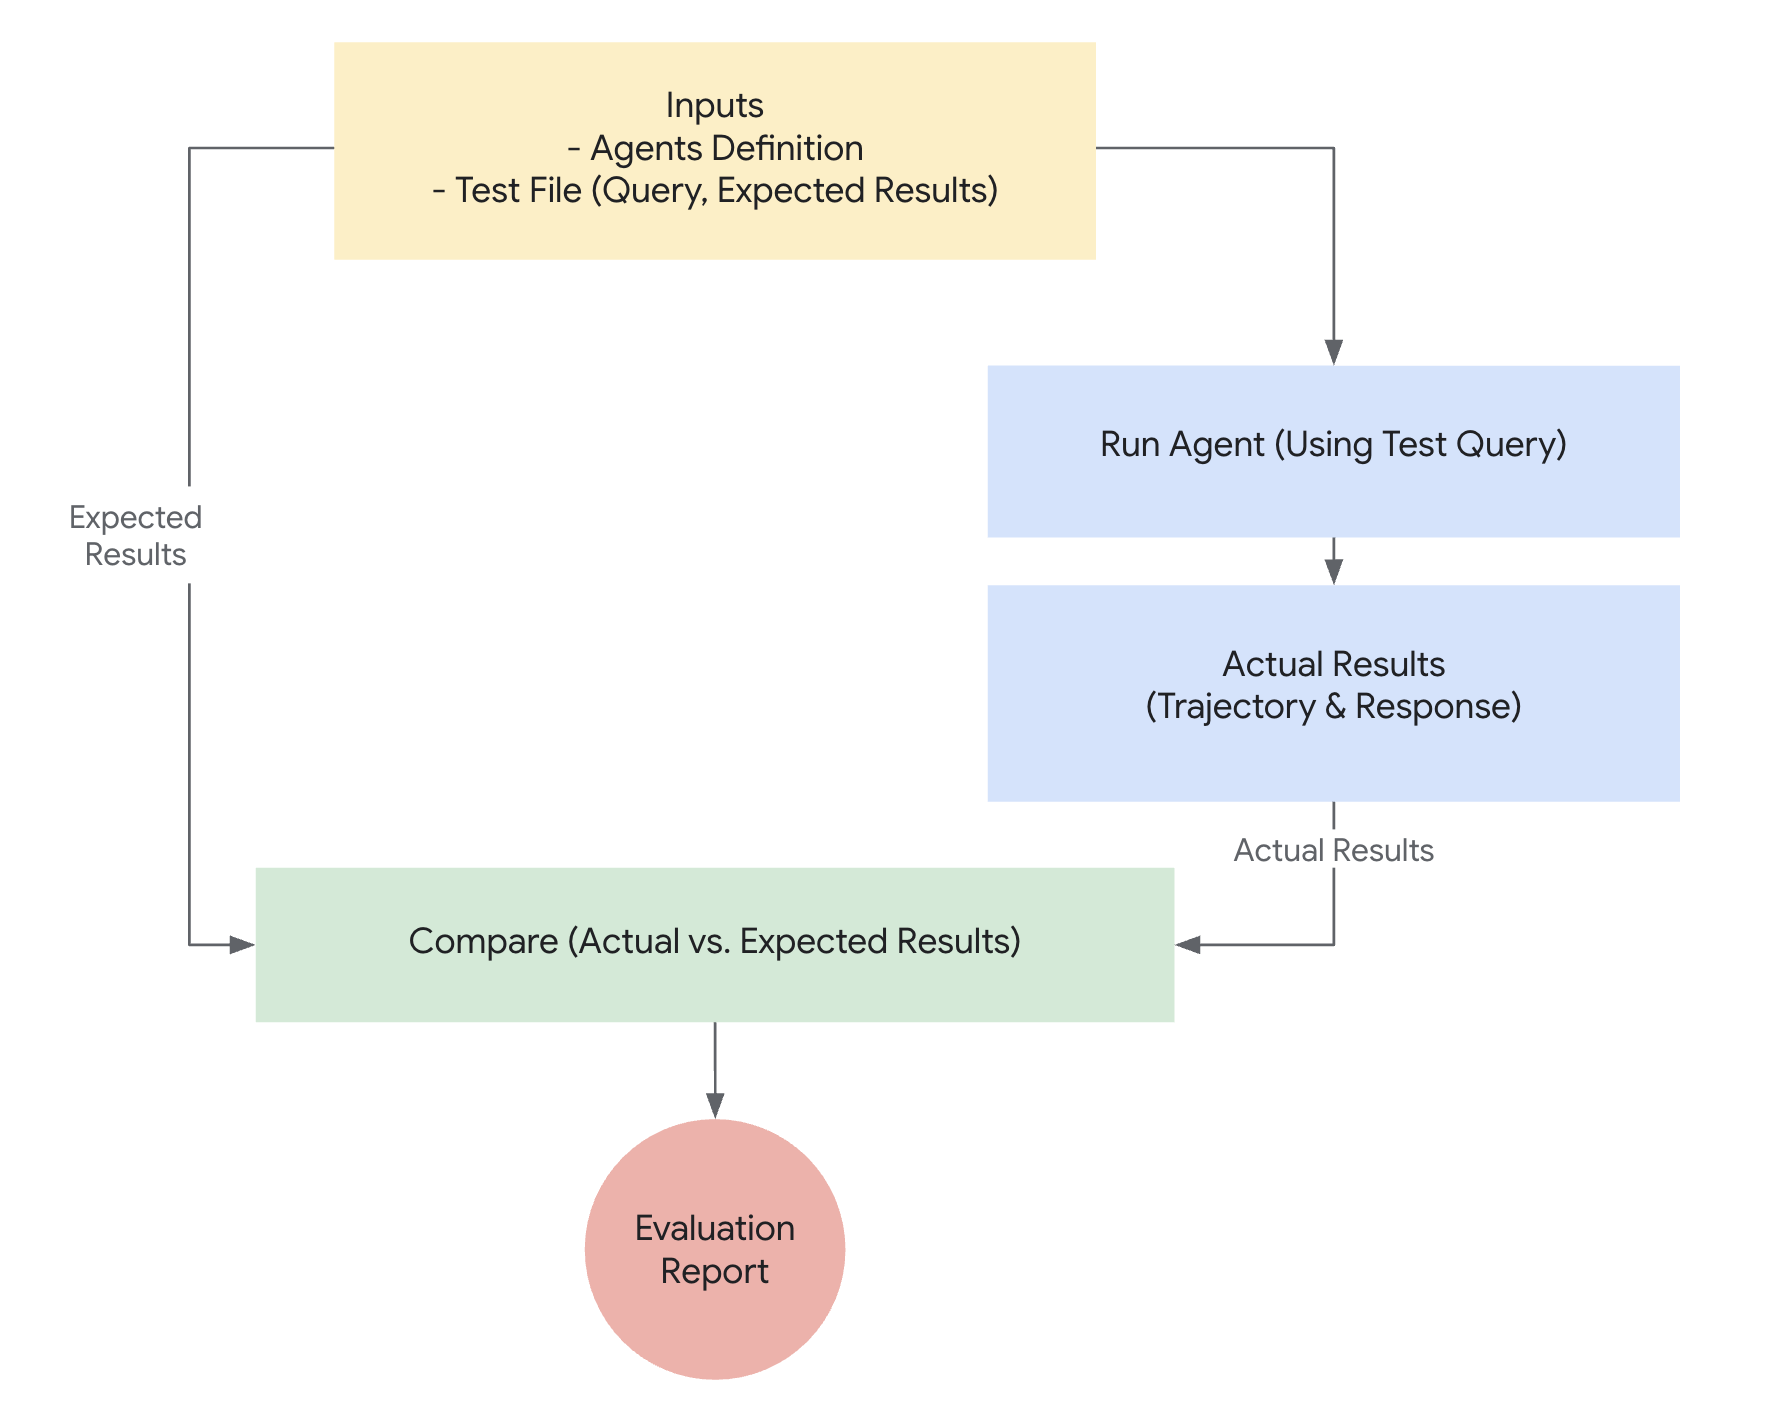 Inputs
- Agents Definition
- Test File (Query, Expected Results)
Run Agent (Using Test Query)
Expected
Results
Actual Results
(Trajectory & Response)
Actual Results
Compare (Actual vs. Expected Results)
Evaluation
Report